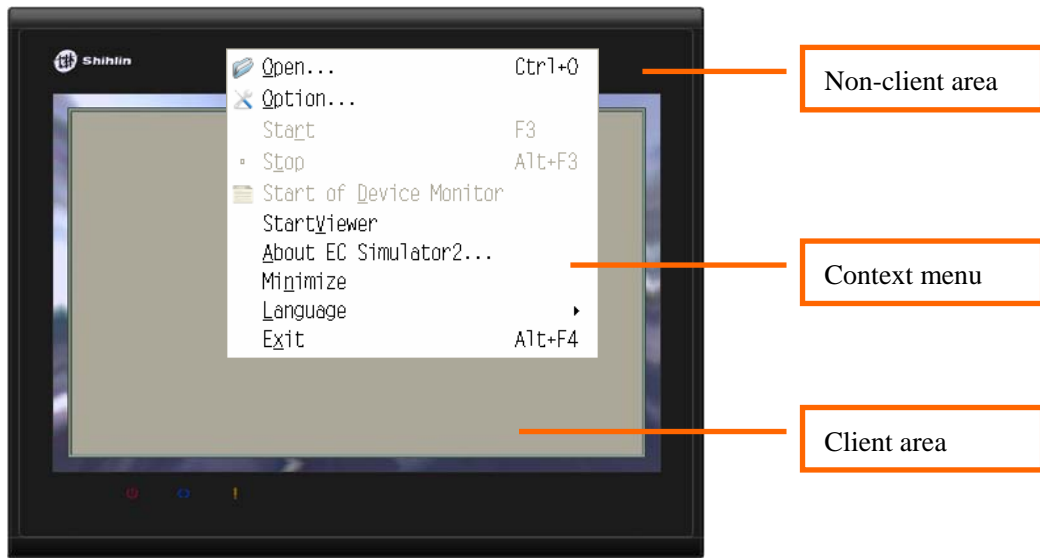 Shihlin
Open... Ctrl+O
Option...
Start F3
Stop Alt+F3
Start of Device Monitor
StartViewer
About EC Simulator2...
Minimize
Language
Exit Alt+F4
Non-client area
Context menu
Client area